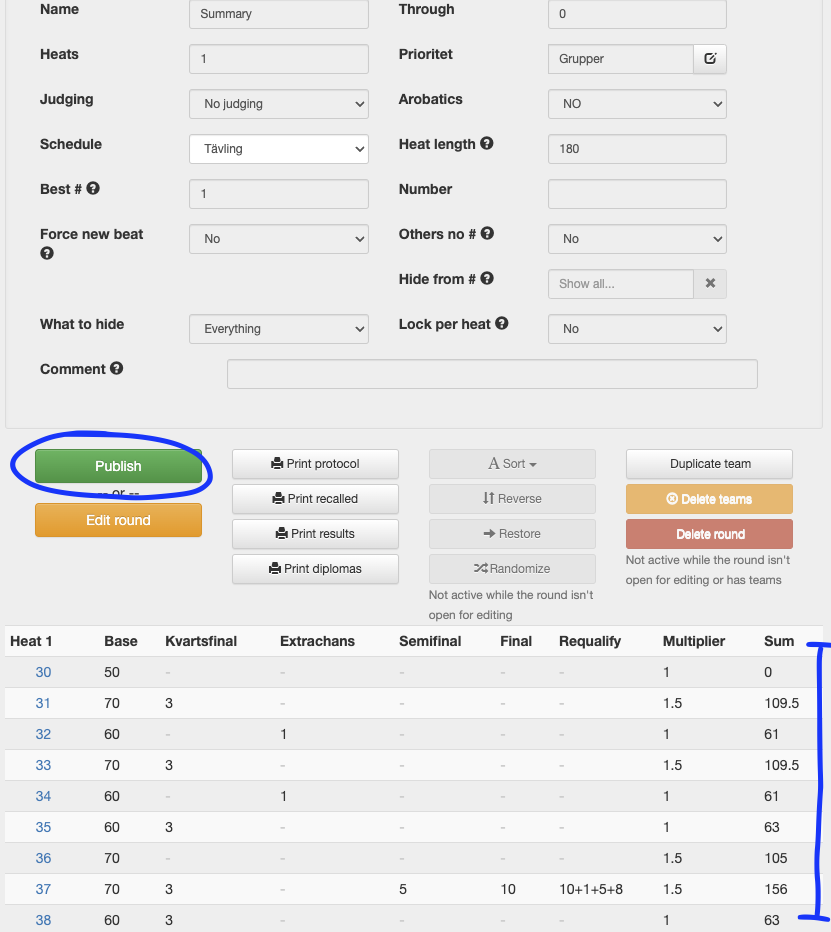 Name Summary Through 0
Heats 1 Prioritet Grupper
Judging No judging Arobatics NO
Schedule Tävling Heat length 180
Best # 1 Number
Force new beat No Others no # No
Hide from # Show all...
What to hide Everything Lock per heat No
Comment
Publish Print protocol Sort Duplicate team
-- or --
Print recalled Reverse Delete teams
Edit round Print results Restore Delete round
Print diplomas Randomize
Not active while the round isn't
open for editing or has teams
Not active while the round isn't
open for editing
Heat 1 Base Kvartsfinal Extrachans Semifinal Final Requalify Multiplier Sum
30 50 - - - - - 1 0
31 70 3 - - - - 1.5 109.5
32 60 - 1 - - - 1 61
33 70 3 - - - - 1.5 109.5
34 60 - 1 - - - 1 61
35 60 3 - - - - 1 63
36 70 - - - - - 1.5 105
37 70 3 - 5 10 10+1+5+8 1.5 156
38 60 3 - - - - 1 63